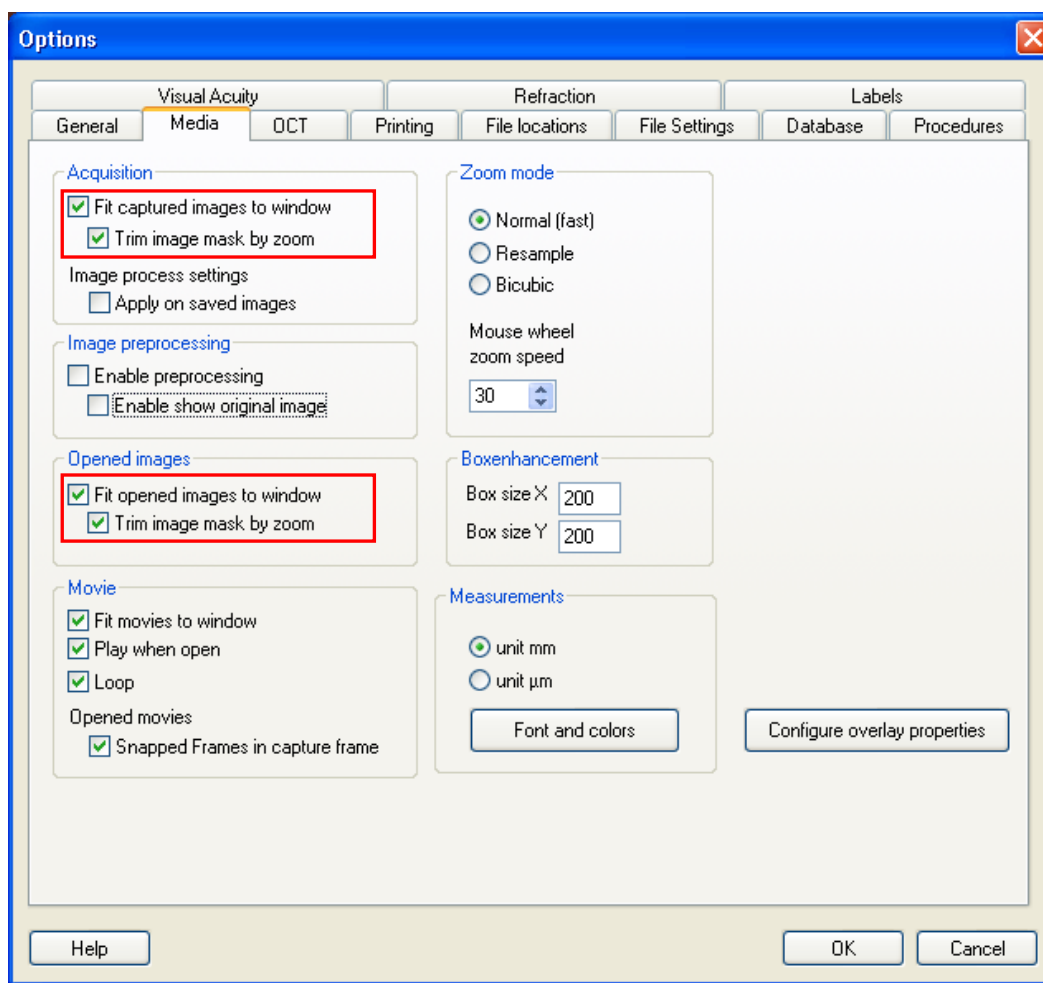 Options
Visual Acuity
Refraction
Labels
General
Media
OCT
Printing
File locations
File Settings
Database
Procedures
Acquisition
Fit captured images to window
Trim image mask by zoom
Image process settings
Apply on saved images
Image preprocessing
Enable preprocessing
Enable show original image
Opened images
Fit opened images to window
Trim image mask by zoom
Movie
Fit movies to window
Play when open
Loop
Opened movies
Snapped Frames in capture frame
Zoom mode
Normal (fast)
Resample
Bicubic
Mouse wheel
zoom speed
30
Boxenhancement
Box size X 200
Box size Y 200
Measurements
unit mm
unit µm
Font and colors
Configure overlay properties
Help
OK
Cancel